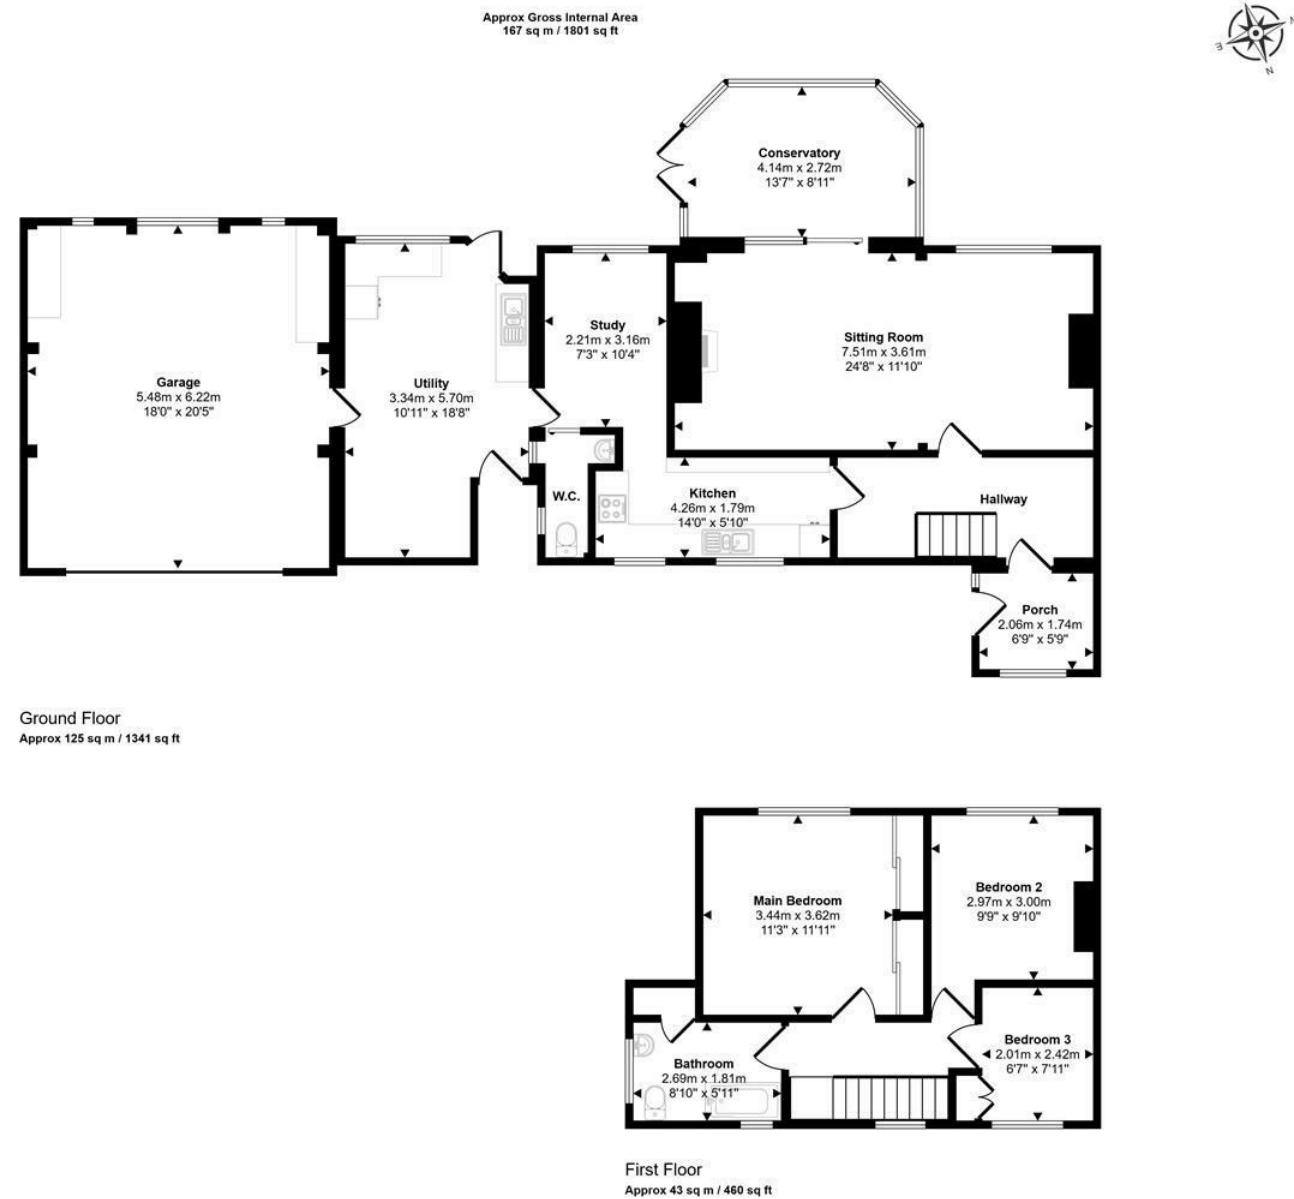 Approx Gross Internal Area
167 sq m / 1801 sq ft
N
E
N
Conservatory
4.14m x 2.72m
13'7" x 8'11"
Garage
5.48m x 6.22m
18'0" x 20'5"
Utility
3.34m x 5.70m
10'11" x 18'8"
Study
2.21m x 3.16m
7'3" x 10'4"
Sitting Room
7.51m x 3.61m
24'8" x 11'10"
W.C.
Kitchen
4.26m x 1.79m
14'0" x 5'10"
Hallway
Porch
2.06m x 1.74m
6'9" x 5'9"
Ground Floor
Approx 125 sq m / 1341 sq ft
Main Bedroom
3.44m x 3.62m
11'3" x 11'11"
Bedroom 2
2.97m x 3.00m
9'9" x 9'10"
Bedroom 3
2.01m x 2.42m
6'7" x 7'11"
Bathroom
2.69m x 1.81m
8'10" x 5'11"
First Floor
Approx 43 sq m / 460 sq ft